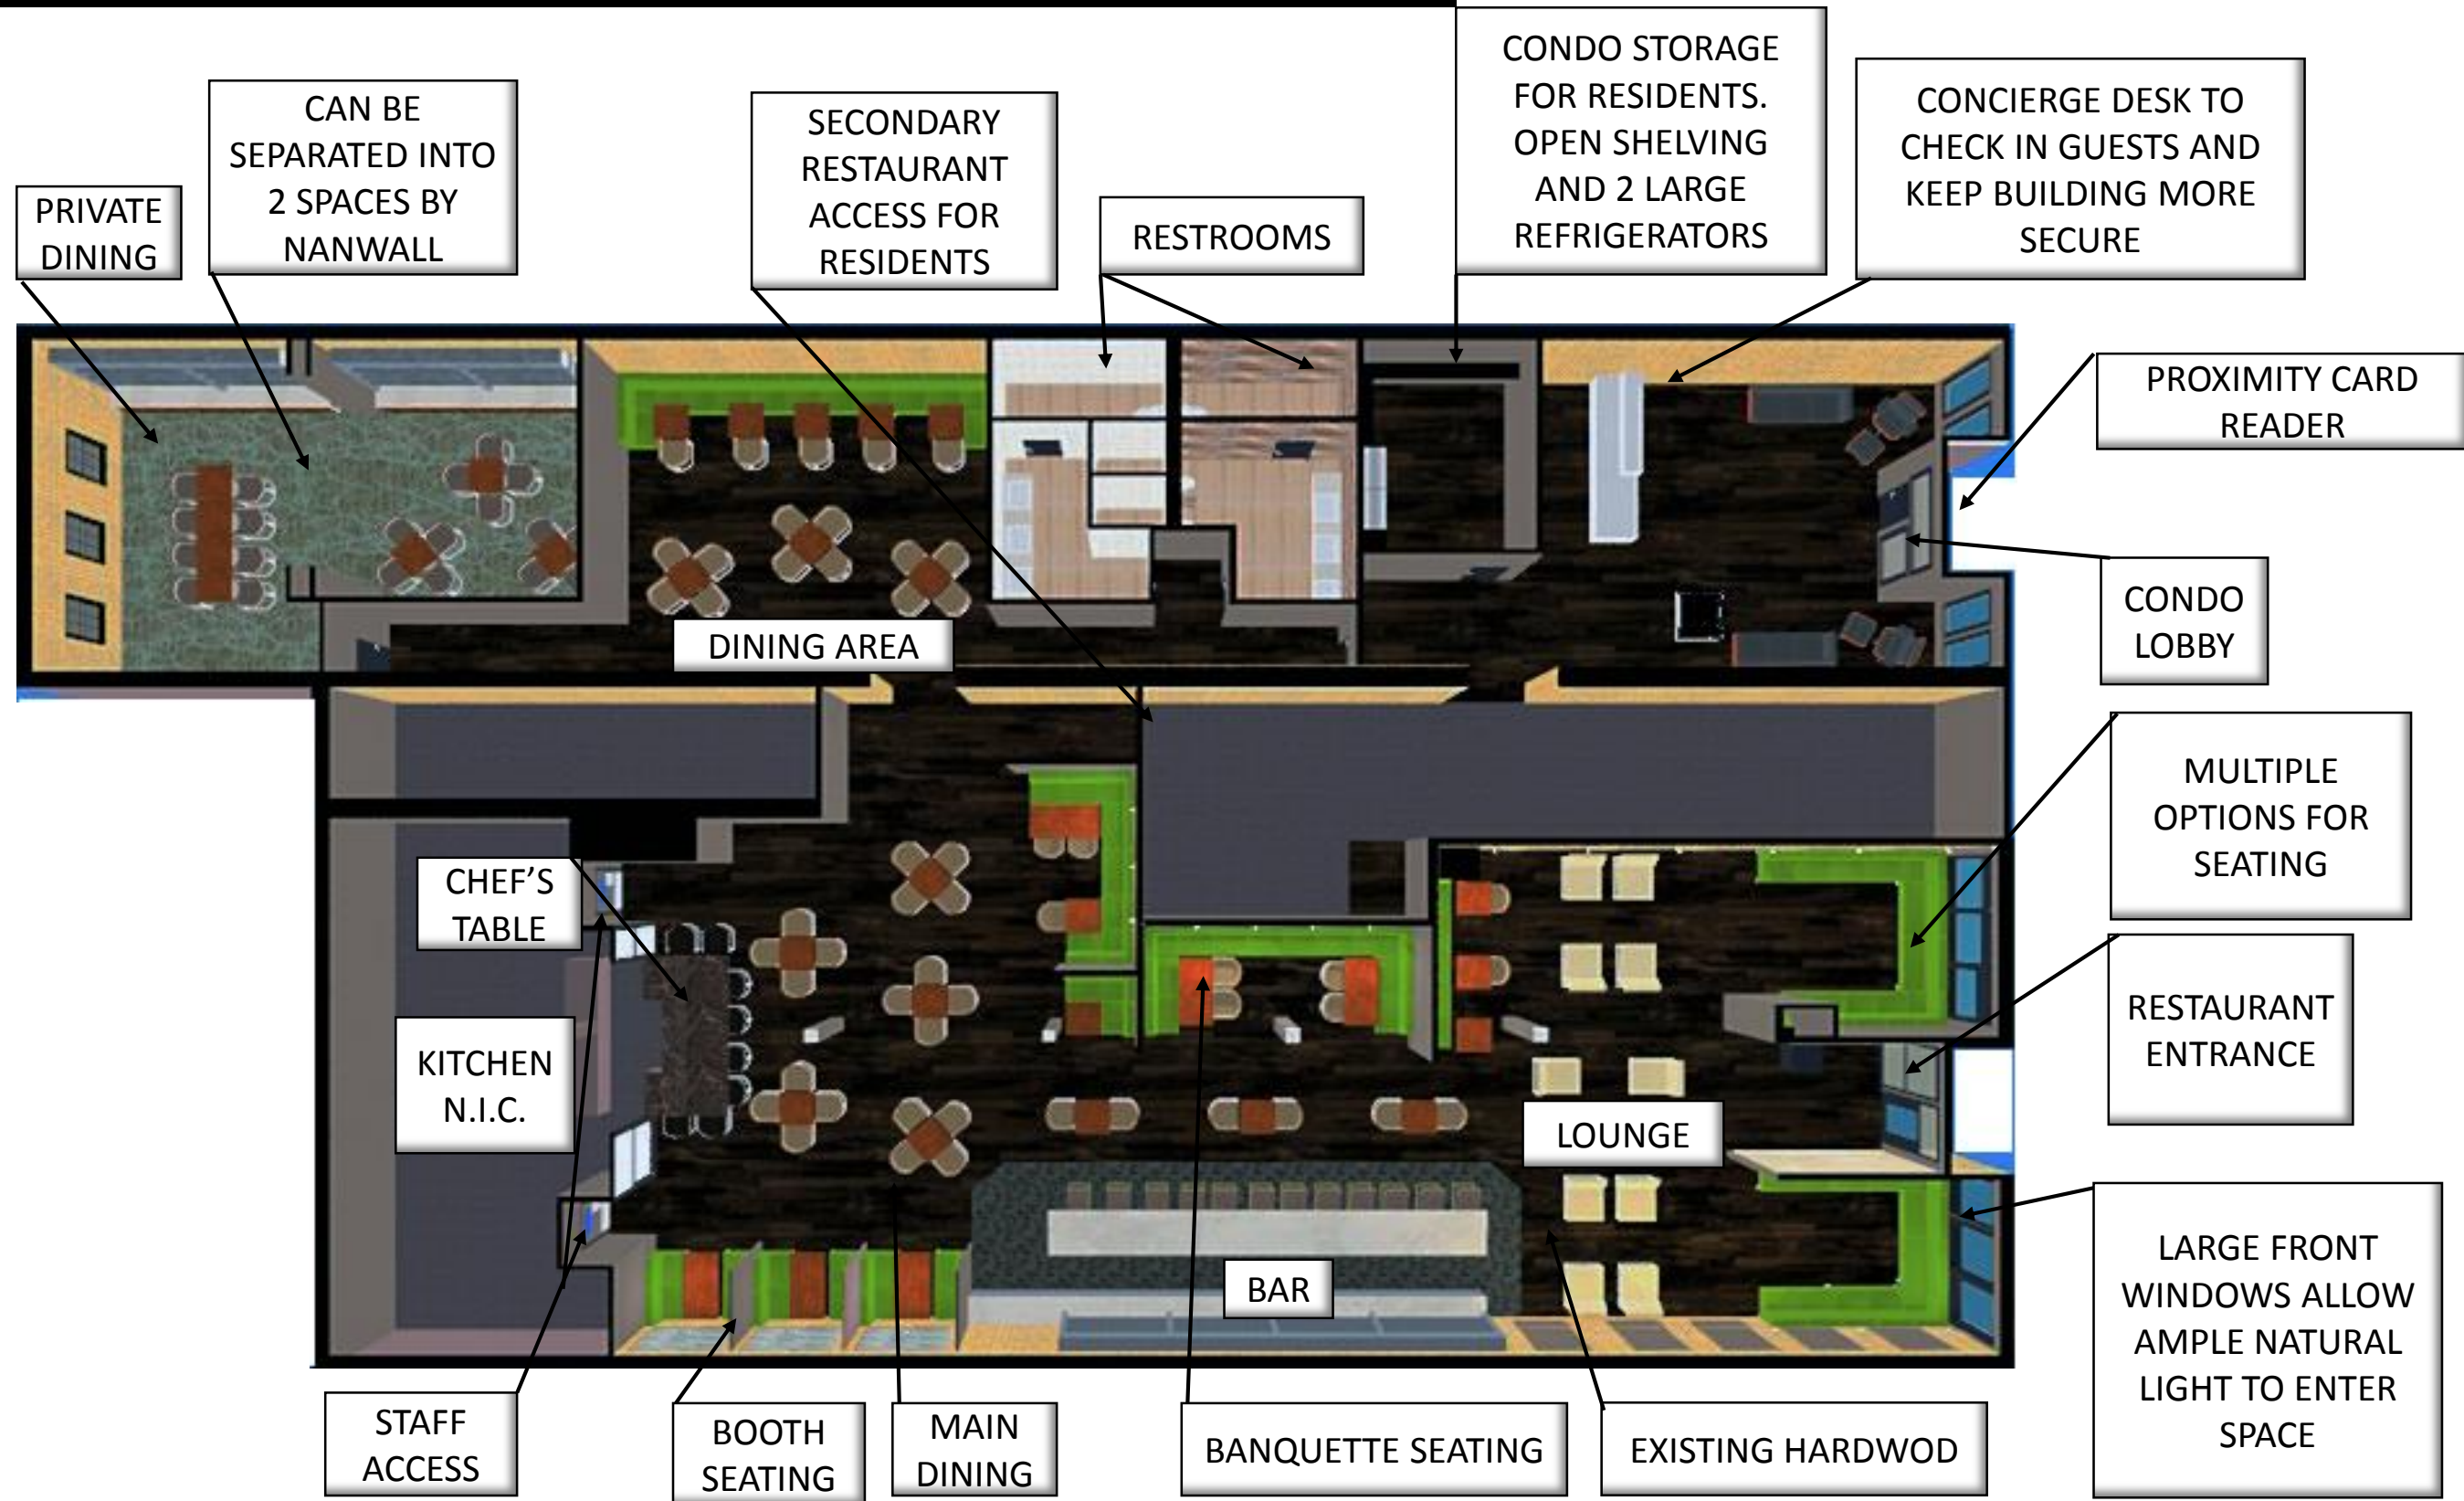 PRIVATE
DINING
CAN BE
SEPARATED INTO
2 SPACES BY
NANWALL
SECONDARY
RESTAURANT
ACCESS FOR
RESIDENTS
RESTROOMS
CONDO STORAGE
FOR RESIDENTS.
OPEN SHELVING
AND 2 LARGE
REFRIGERATORS
CONCIERGE DESK TO
CHECK IN GUESTS AND
KEEP BUILDING MORE
SECURE
PROXIMITY CARD
READER
CONDO
LOBBY
DINING AREA
MULTIPLE
OPTIONS FOR
SEATING
CHEF’S
TABLE
RESTAURANT
ENTRANCE
KITCHEN
N.I.C.
LOUNGE
BAR
LARGE FRONT
WINDOWS ALLOW
AMPLE NATURAL
LIGHT TO ENTER
SPACE
STAFF
ACCESS
BOOTH
SEATING
MAIN
DINING
BANQUETTE SEATING
EXISTING HARDWOD